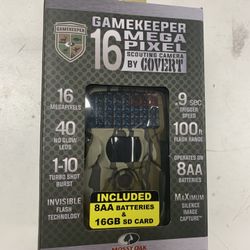 GAMEKEEPER
16 MEGA
PIXEL
SCOUTING CAMERA
BY COVERT
16
MEGAPIXELS
40
NO GLOW
LEDS
1-10
TURBO SHOT
BURST
INVISIBLE
FLASH TECHNOLOGY
.9 SEC
TRIGGER
SPEED
100 ft
FLASH RANGE
OPERATES ON
8AA
BATTERIES
MAXIMUM
SILENCE
IMAGE
CAPTURE™
INCLUDED
8AA BATTERIES
&
16GB SD CARD
MOSSY OAK